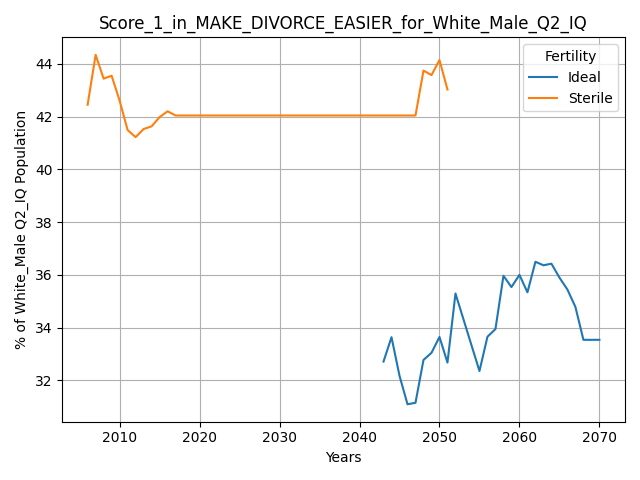 Score_1_in_MAKE_DIVORCE_EASIER_for_White_Male_Q2_IQ
Fertility
Ideal
Sterile
% of White_Male Q2_IQ Population
44
42
40
38
36
34
32
2010 2020 2030 2040 2050 2060 2070
Years